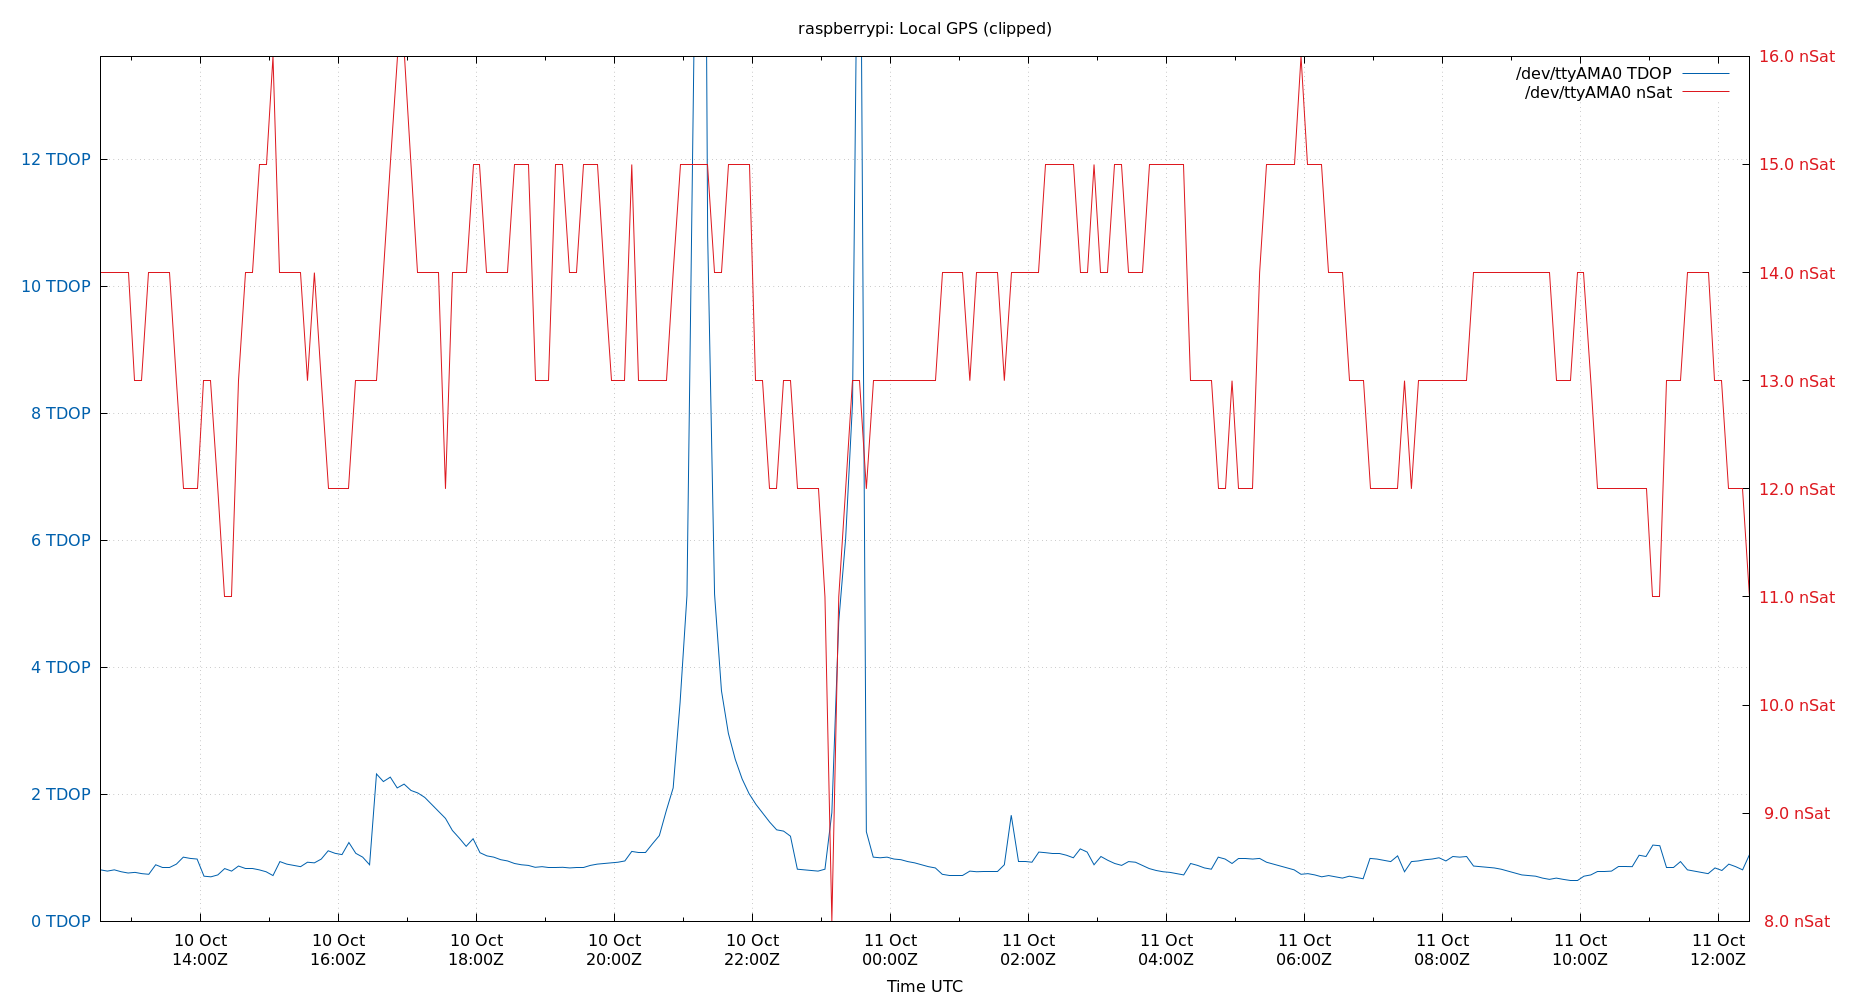 raspberrypi: Local GPS (clipped)
/dev/ttyAMA0 TDOP
/dev/ttyAMA0 nSat
12 TDOP
10 TDOP
8 TDOP
6 TDOP
4 TDOP
2 TDOP
0 TDOP
16.0 nSat
15.0 nSat
14.0 nSat
13.0 nSat
12.0 nSat
11.0 nSat
10.0 nSat
9.0 nSat
8.0 nSat
10 Oct 10 Oct 10 Oct 10 Oct 10 Oct 11 Oct 11 Oct 11 Oct 11 Oct 11 Oct 11 Oct 11 Oct
14:00Z 16:00Z 18:00Z 20:00Z 22:00Z 00:00Z 02:00Z 04:00Z 06:00Z 08:00Z 10:00Z 12:00Z
Time UTC